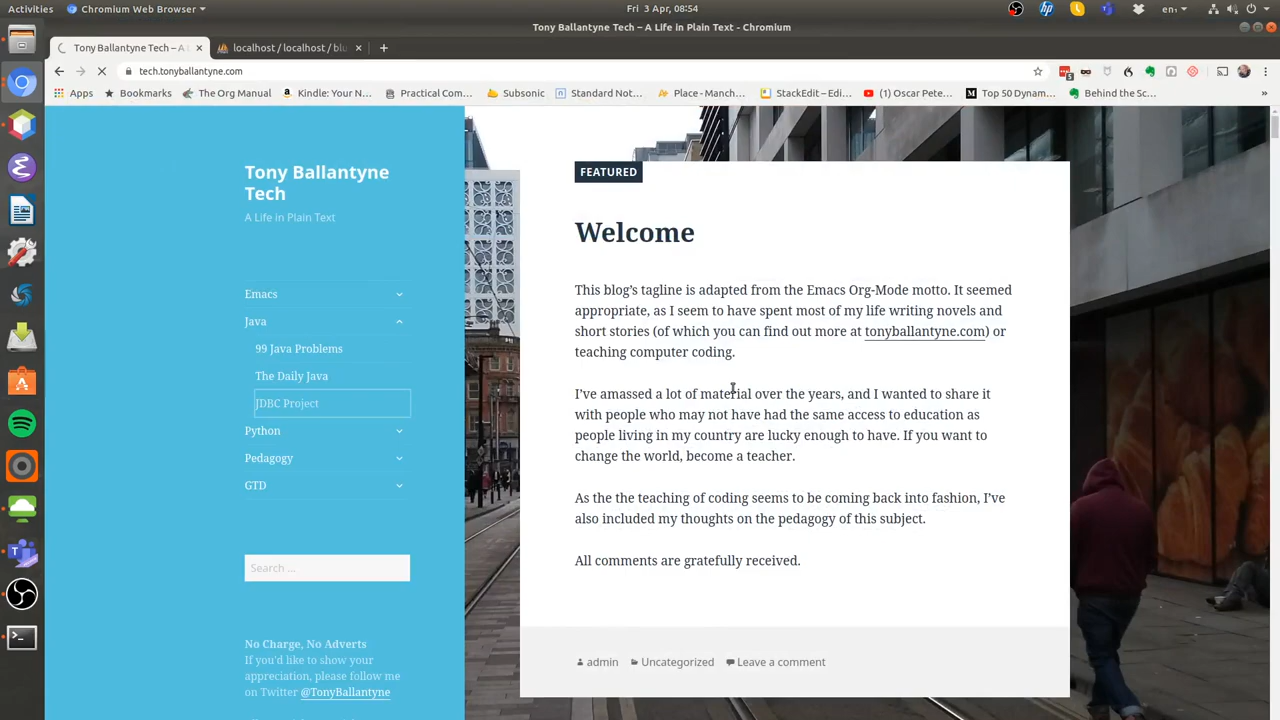 Activities
Chromium Web Browser
Fri 3 Apr, 08:54
en₁
Tony Ballantyne Tech – A Life in Plain Text - Chromium
Tony Ballantyne Tech – A L
localhost / localhost / blu
tech.tonyballantyne.com
5
Apps
Bookmarks
The Org Manual
Kindle: Your N...
Practical Com...
Subsonic
Standard Not...
Place - Manch...
StackEdit – Edi...
(1) Oscar Pete...
Top 50 Dynam...
Behind the Sc...
»
Tony Ballantyne
Tech
A Life in Plain Text
Emacs
Java
99 Java Problems
The Daily Java
JDBC Project
Python
Pedagogy
GTD
Search ...
No Charge, No Adverts
If you'd like to show your
appreciation, please follow me
on Twitter @TonyBallantyne
FEATURED
Welcome
This blog's tagline is adapted from the Emacs Org-Mode motto. It seemed
appropriate, as I seem to have spent most of my life writing novels and
short stories (of which you can find out more at tonyballantyne.com) or
teaching computer coding.
I've amassed a lot of material over the years, and I wanted to share it
with people who may not have had the same access to education as
people living in my country are lucky enough to have. If you want to
change the world, become a teacher.
As the the teaching of coding seems to be coming back into fashion, I've
also included my thoughts on the pedagogy of this subject.
All comments are gratefully received.
admin
Uncategorized
Leave a comment